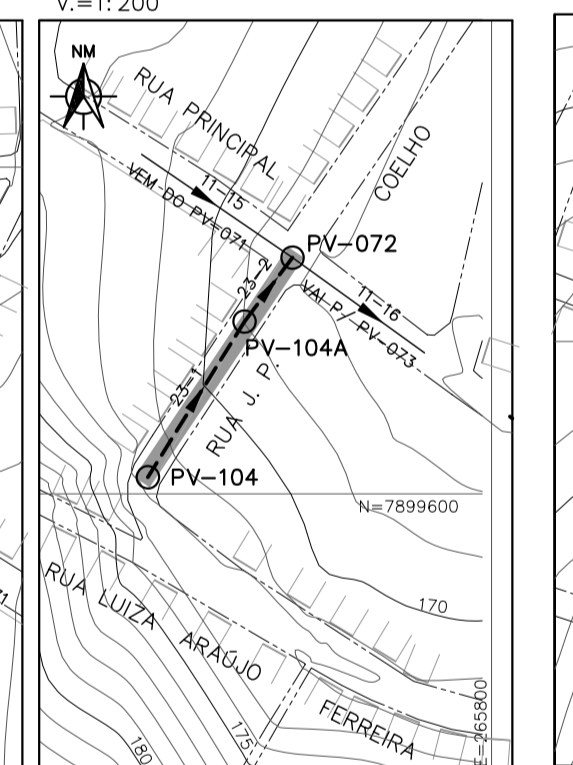 V.=1: 200
NM
RUA PRINCIPAL
COELHO
11-15
VEM DO PV-071
PV-072
23-2
11-16
VAI P/ PV-073
PV-104A
23-1
RUA J. P.
PV-104
N=7899600
170
RUA LUIZA ARAÚJO FERREIRA
E=265800
175
180